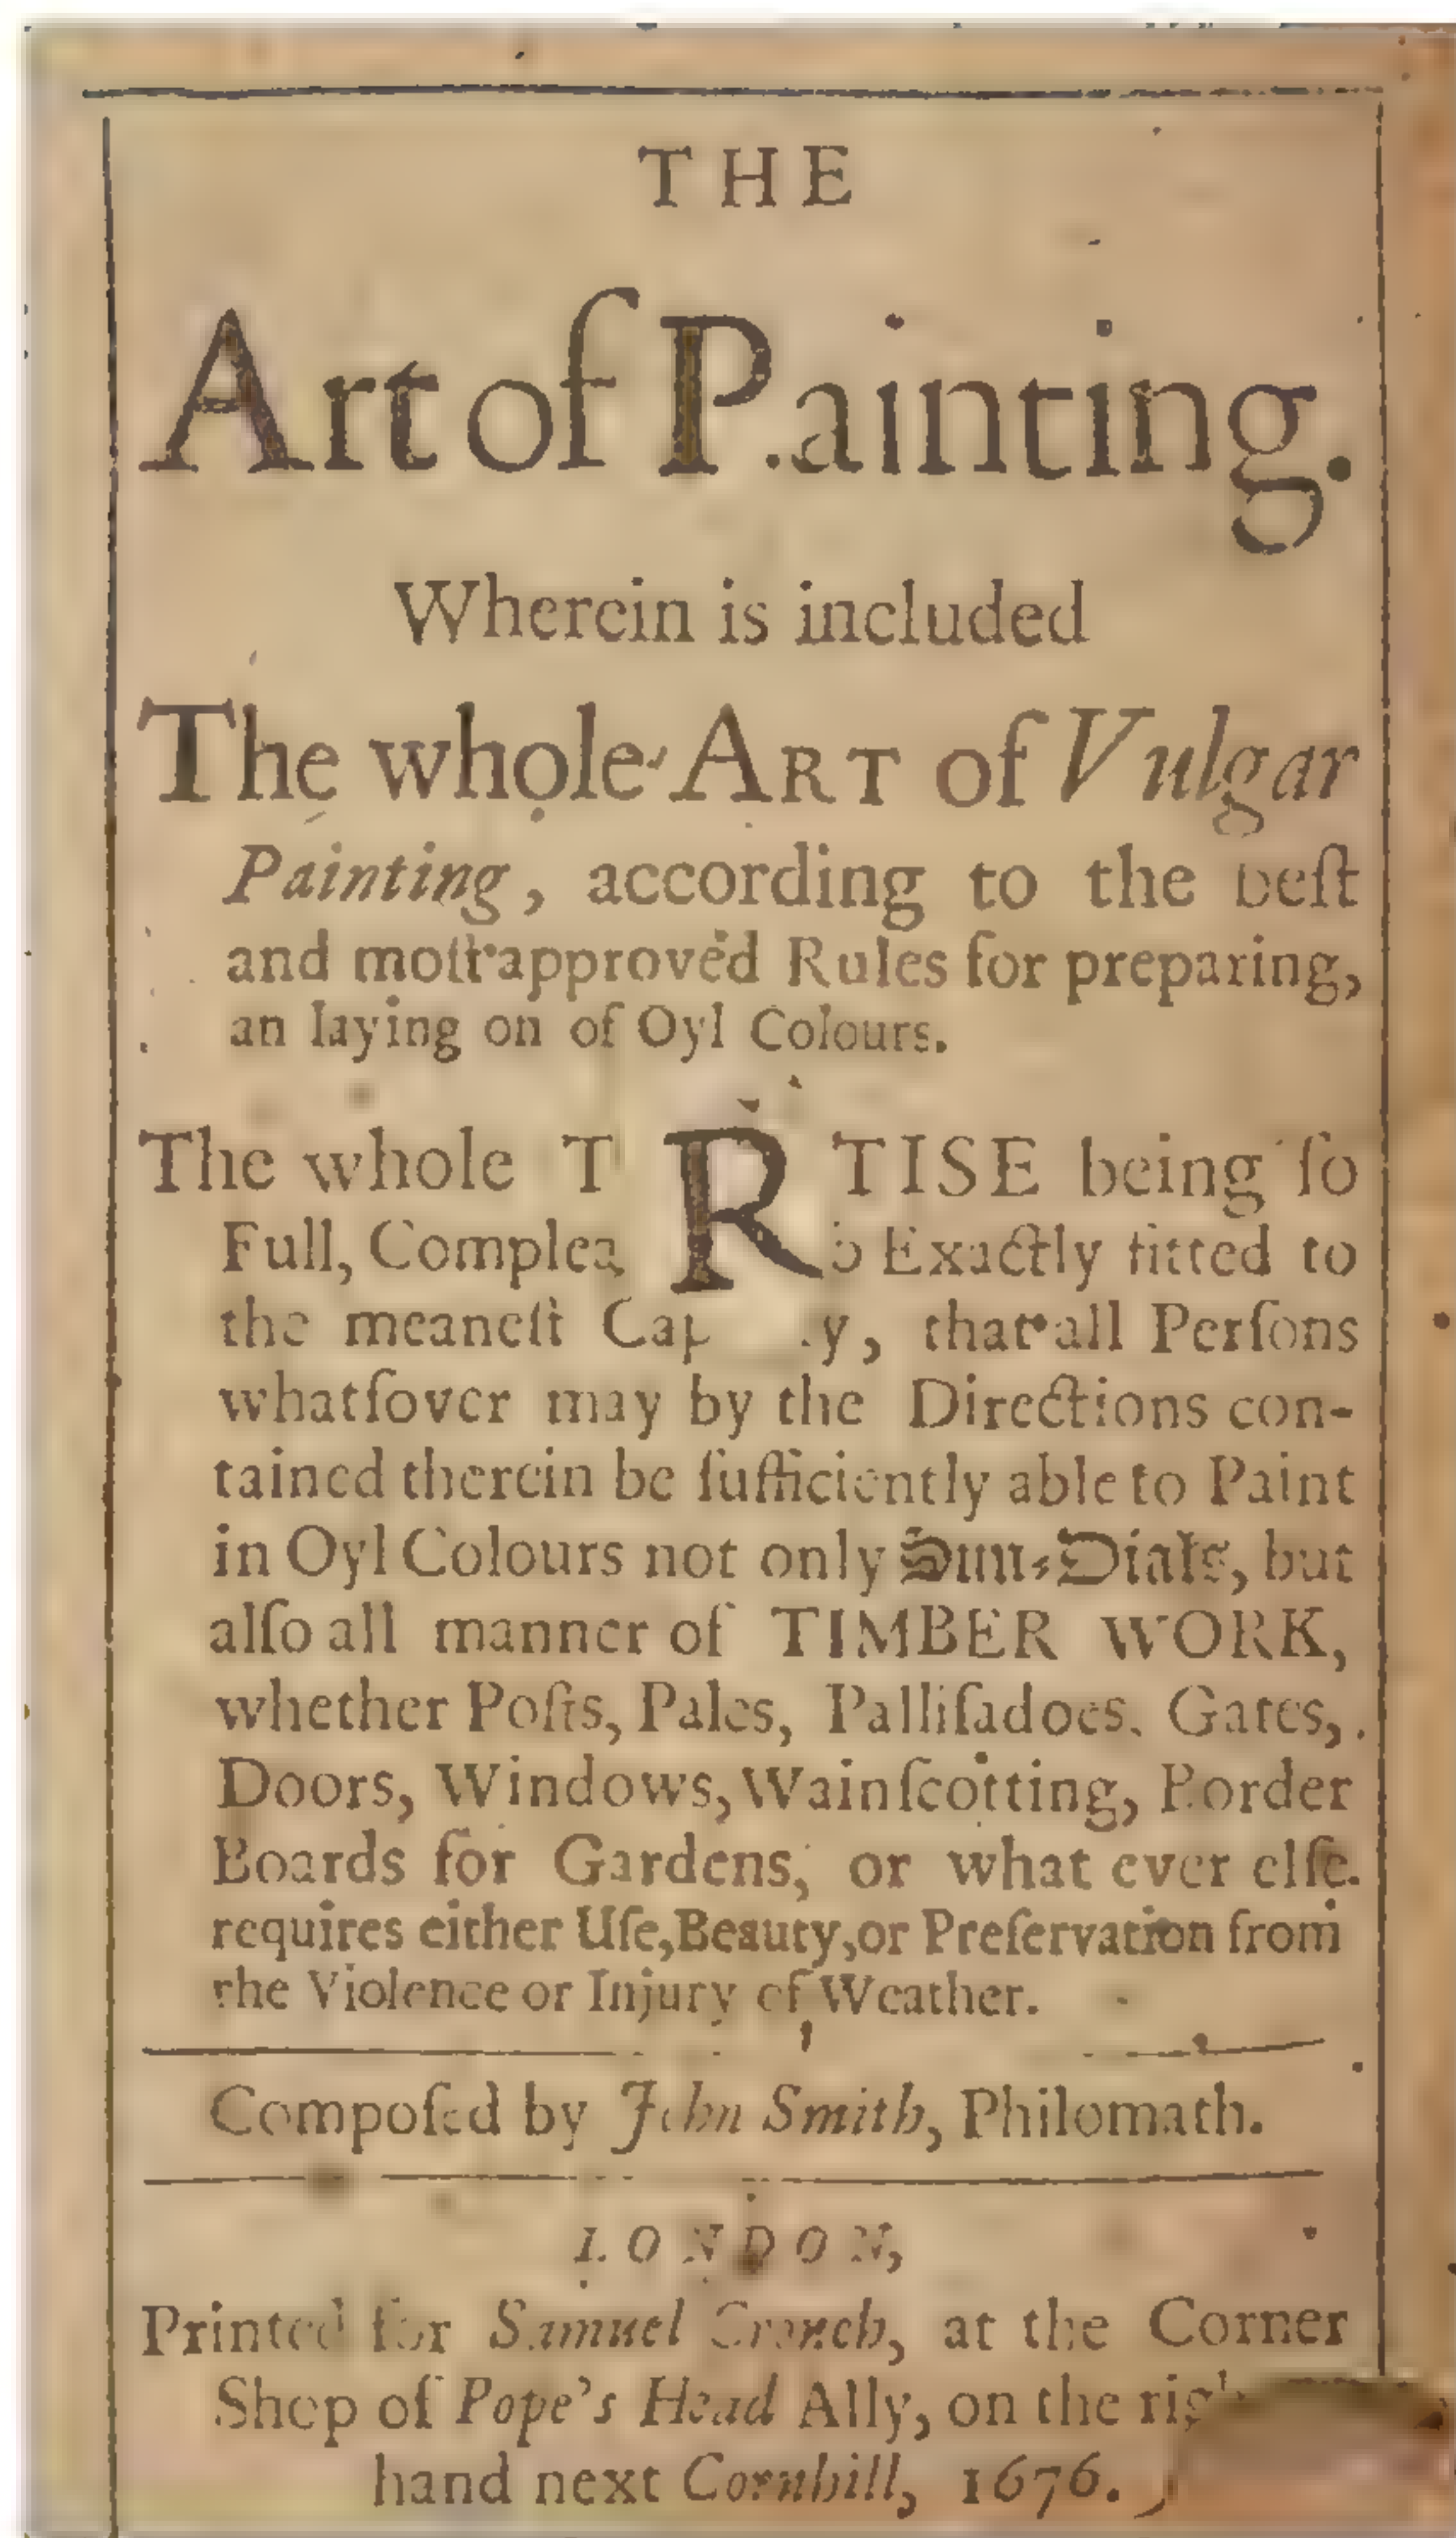 THE
Art of Painting.
Wherein is included
The whole ART of Vulgar
Painting, according to the beſt
and moſt approved Rules for preparing,
an laying on of Oyl Colours.
The whole T R TISE being ſo
Full, Exactly fitted to
the meaneſt that all Perſons
whatſover may by the Directions con-
tained therein be ſufficiently able to Paint
in Oyl Colours not only Sun-Dials, but
alſo all manner of TIMBER WORK,
whether Poſts, Pales, Palliſadoes, Gates,
Doors, Windows, Wainſcotting, Border
Boards for Gardens, or what ever elſe
requires either Uſe, Beauty, or Preſervation from
the Violence or Injury of Weather.
Compoſed by John Smith, Philomath.
LONDON,
Printed for Samuel Crouch, at the Corner
Shop of Pope's Head Ally, on the
hand next Cornhill, 1676.